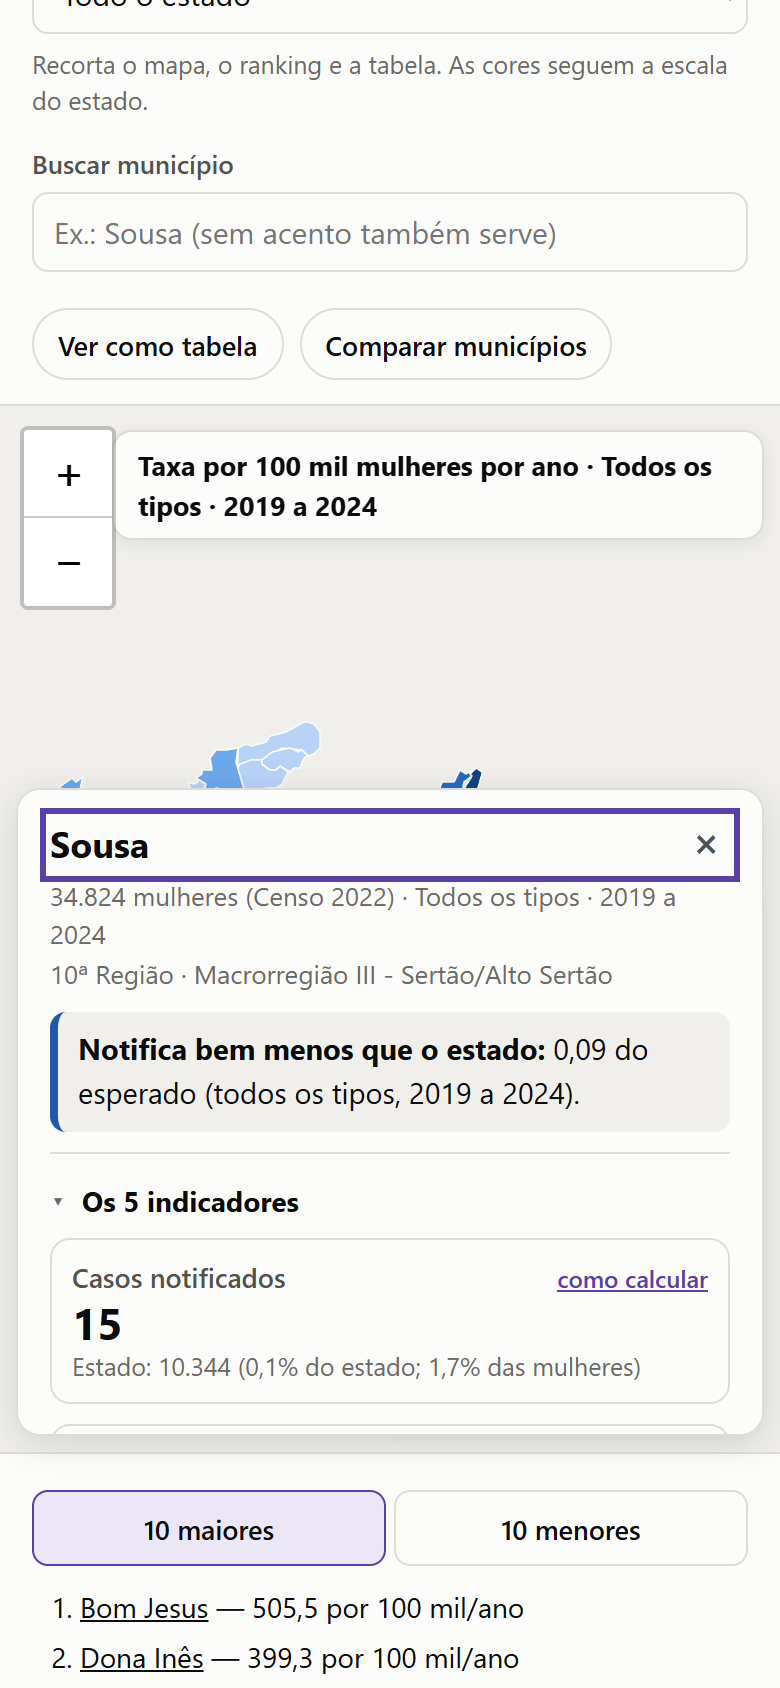 Recorta o mapa, o ranking e a tabela. As cores seguem a escala
do estado.
Buscar município
Ex.: Sousa (sem acento também serve)
Ver como tabela
Comparar municípios
+
−
Taxa por 100 mil mulheres por ano · Todos os
tipos · 2019 a 2024
Sousa
×
34.824 mulheres (Censo 2022) · Todos os tipos · 2019 a
2024
10ª Região · Macrorregião III - Sertão/Alto Sertão
Notifica bem menos que o estado: 0,09 do
esperado (todos os tipos, 2019 a 2024).
▾ Os 5 indicadores
Casos notificados
como calcular
15
Estado: 10.344 (0,1% do estado; 1,7% das mulheres)
10 maiores
10 menores
1. Bom Jesus — 505,5 por 100 mil/ano
2. Dona Inês — 399,3 por 100 mil/ano